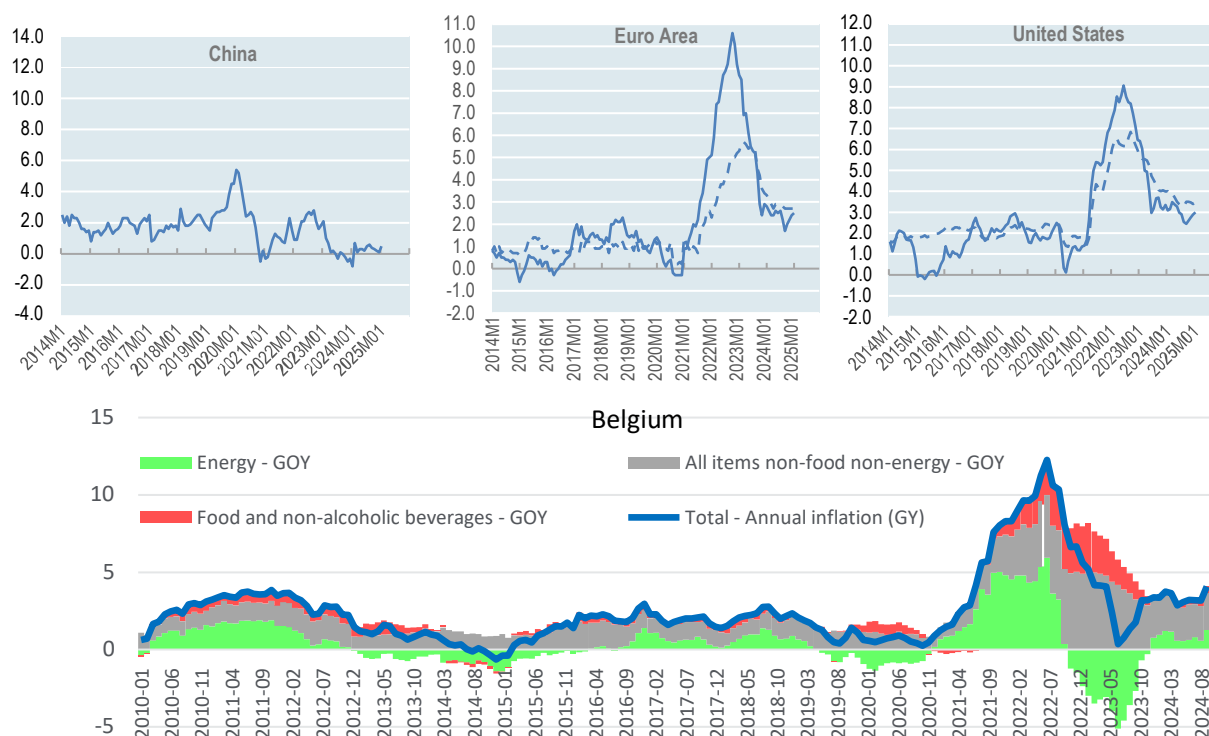 China
14.0
12.0
10.0
8.0
6.0
4.0
2.0
0.0
-2.0
-4.0
2014M1
2015M1
2016M1
2017M01
2018M01
2019M01
2020M01
2021M01
2022M01
2023M01
2024M01
2025M01
Euro Area
11.0
10.0
9.0
8.0
7.0
6.0
5.0
4.0
3.0
2.0
1.0
0.0
-1.0
-2.0
2014M1
2015M1
2016M1
2017M01
2018M01
2019M01
2020M01
2021M01
2022M01
2023M01
2024M01
2025M01
United States
12.0
11.0
10.0
9.0
8.0
7.0
6.0
5.0
4.0
3.0
2.0
1.0
0.0
-1.0
-2.0
2014M1
2015M1
2016M1
2017M01
2018M01
2019M01
2020M01
2021M01
2022M01
2023M01
2024M01
2025M01
Belgium
Energy - GOY
All items non-food non-energy - GOY
Food and non-alcoholic beverages - GOY
Total - Annual inflation (GY)
15
10
5
0
-5
2010-01
2010-06
2010-11
2011-04
2011-09
2012-02
2012-07
2012-12
2013-05
2013-10
2014-03
2014-08
2015-01
2015-06
2015-11
2016-04
2016-09
2017-02
2017-07
2017-12
2018-05
2018-10
2019-03
2019-08
2020-01
2020-06
2020-11
2021-04
2021-09
2022-02
2022-07
2022-12
2023-05
2023-10
2024-03
2024-08